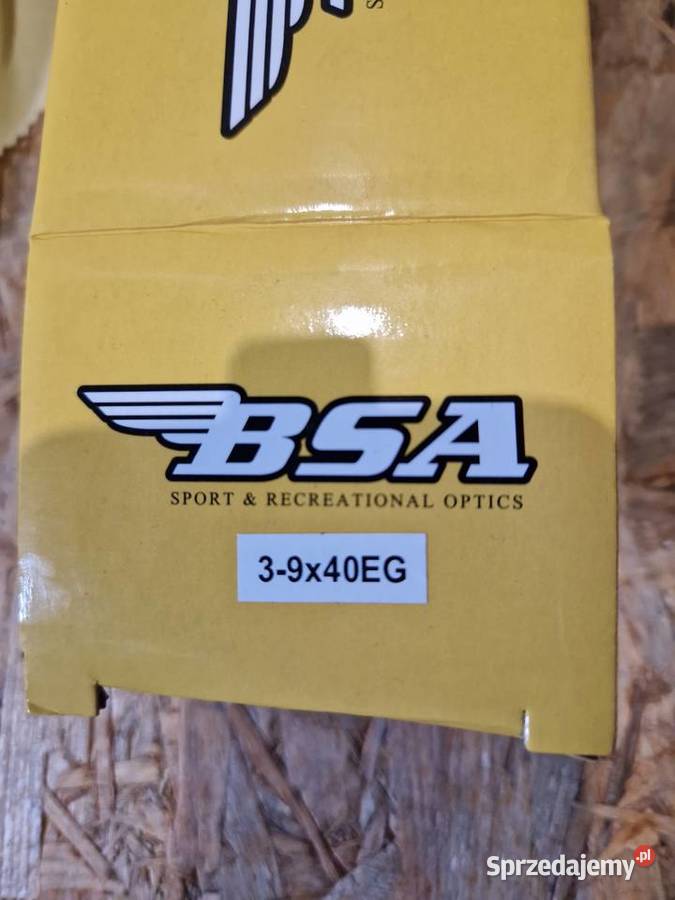 S
BSA
SPORT & RECREATIONAL OPTICS
3-9x40EG
Sprzedajemy.pl